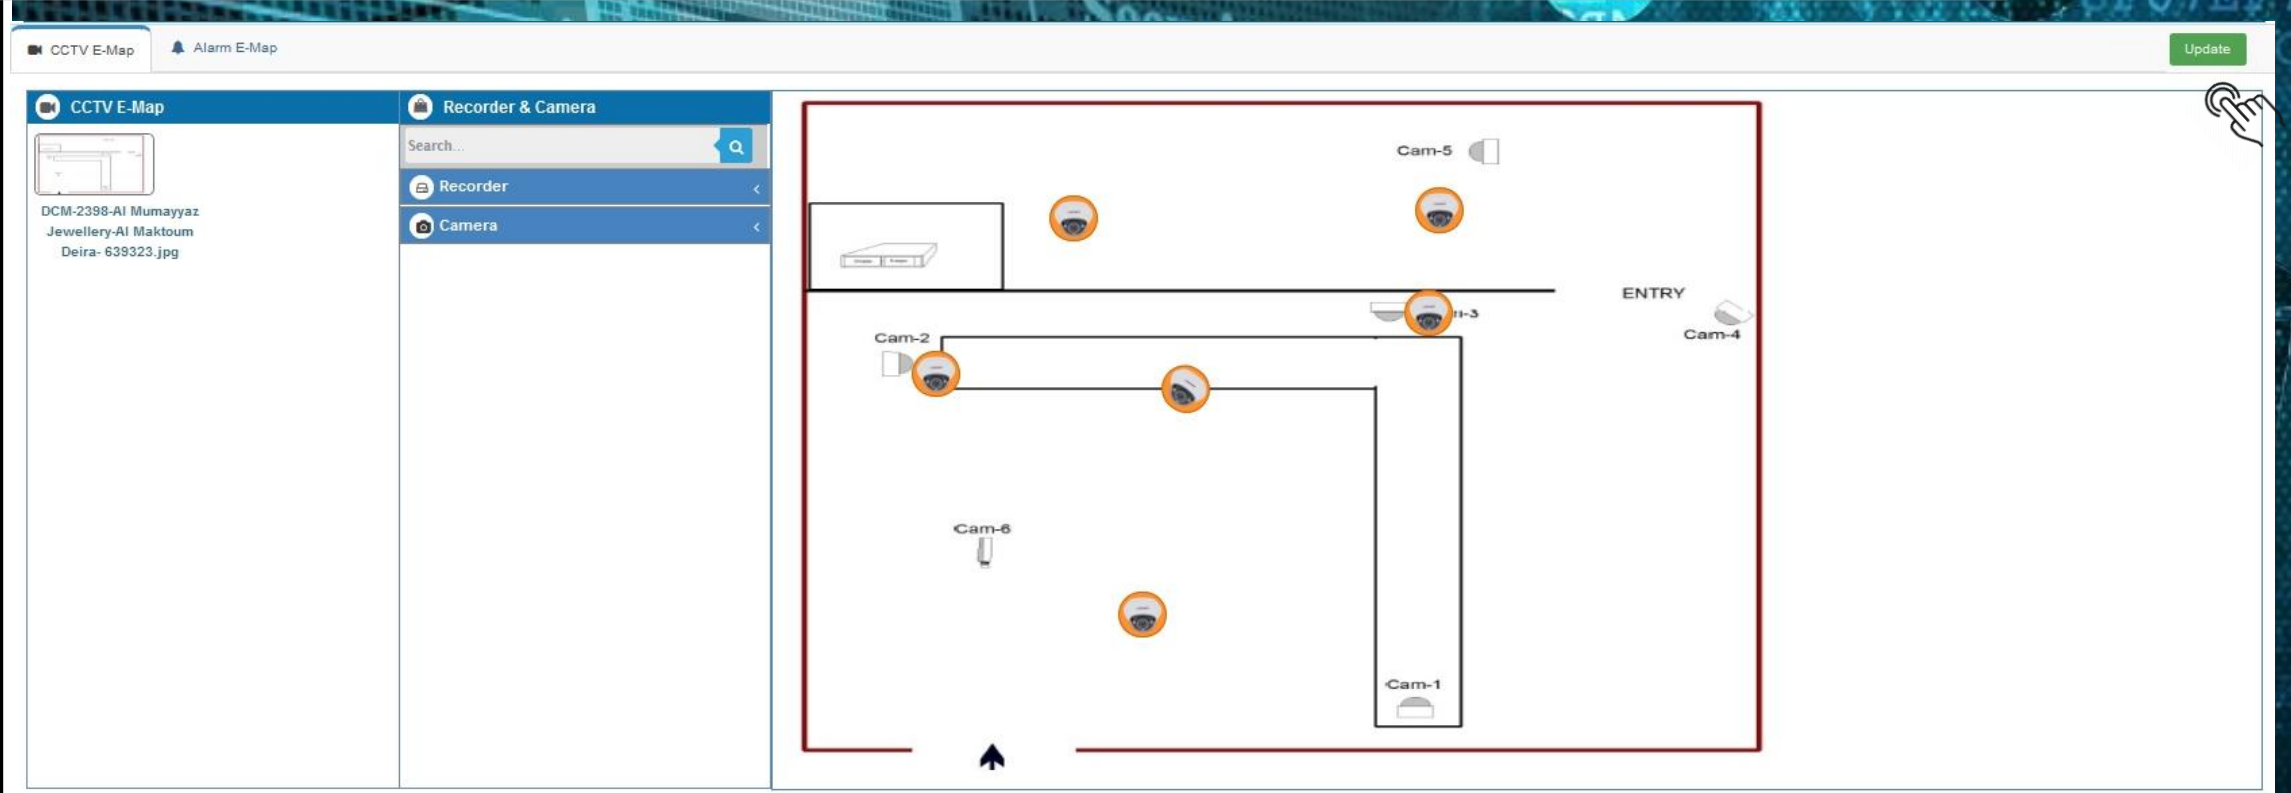 CCTV E-Map
Alarm E-Map
Update
CCTV E-Map
Recorder & Camera
Search...
Recorder
Camera
DCM-2398-Al Mumayyaz
Jewellery-Al Maktoum
Deira- 639323.jpg
Cam-5
ENTRY
-3
Cam-4
Cam-2
Cam-6
Cam-1